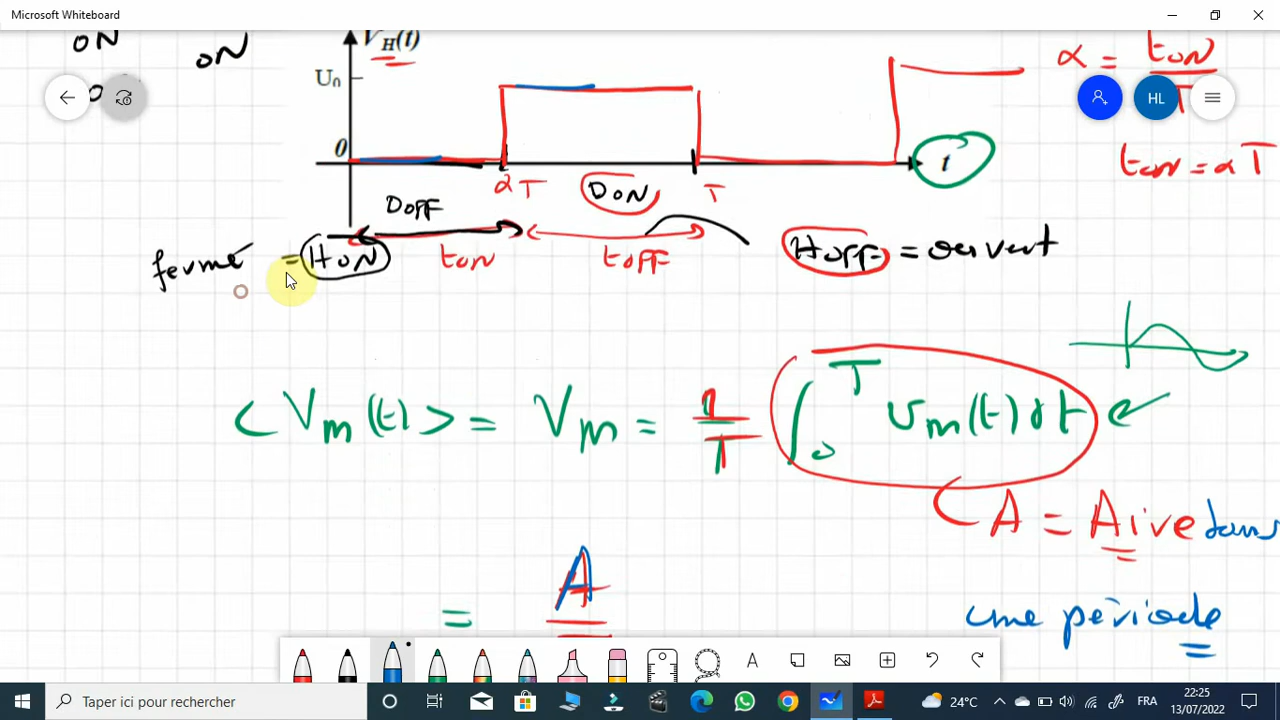 Microsoft Whiteboard
ON
ON
V_H(t)
α = tON / T
U0
HL
0
t
αT
DON
T
tON = αT
DOFF
fermé = HON
tON
tOFF
HOFF = ouvert
<Vm(t)> = Vm = 1/T ∫0^T vm(t)dt
A = Aire dans
une période
= A
A
Taper ici pour rechercher
24°C
FRA
22:25
13/07/2022